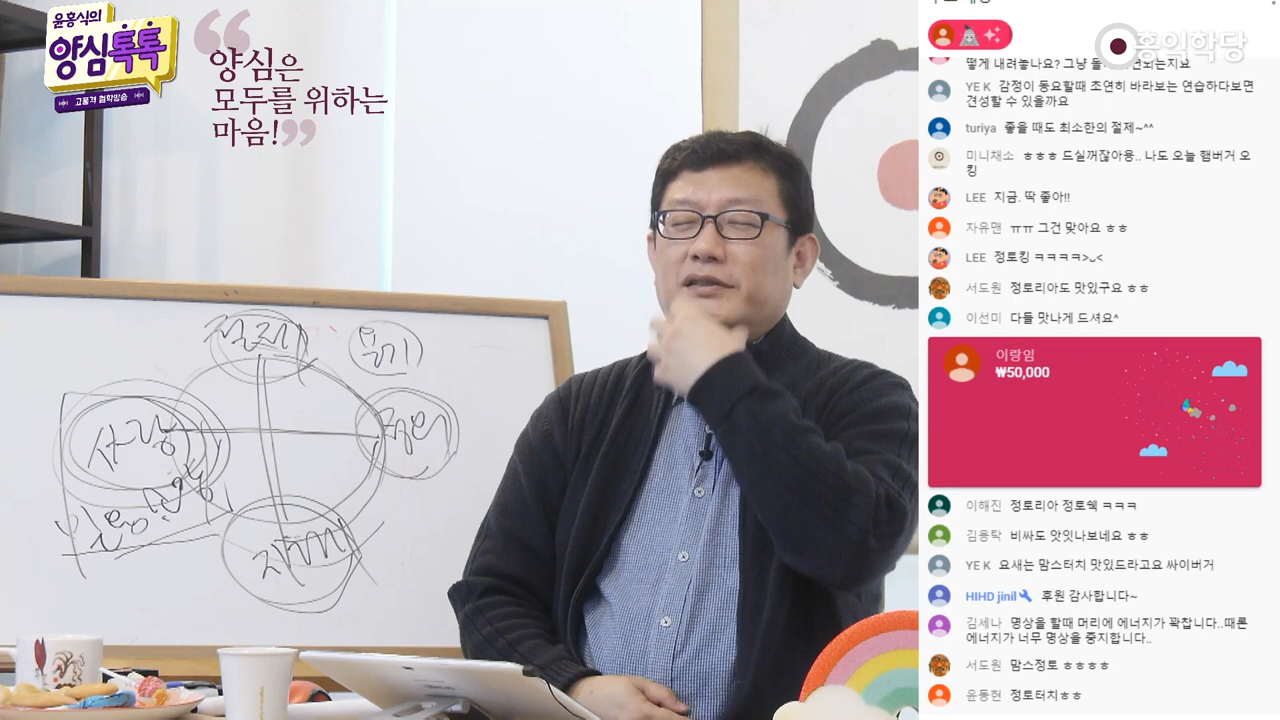 윤홍식의
양심톡톡
고품격 철학방송
양심은
모두를 위하는
마음!
절제
용기
사랑
정의
지혜
홍익학당
YE K 감정이 동요할때 초연히 바라보는 연습하다보면
견성할 수 있을까요
turiya 좋을 때도 최소한의 절제~^^
미니채소 ㅎㅎㅎ 드실꺼잖아용.. 나도 오늘 햄버거 오
킹
LEE 지금. 딱 좋아!!
자유맨 ㅠㅠ 그건 맞아요 ㅎㅎ
LEE 정토킹 ㅋㅋㅋㅋ>ᴗ<
서도원 정토리아도 맛있구요 ㅎㅎ
이선미 다들 맛나게 드셔요^
이랑임
₩50,000
이해진 정토리아 정토쉑 ㅋㅋㅋ
김용탁 비싸도 맛잇나보네요 ㅎㅎ
YE K 요새는 맘스터치 맛있드라고요 싸이버거
HIHD jinil 후원 감사합니다~
김세나 명상을 할때 머리에 에너지가 꽉찹니다..때론
에너지가 너무 명상을 중지합니다..
서도원 맘스정토 ㅎㅎㅎㅎ
윤동현 정토터치ㅎㅎ